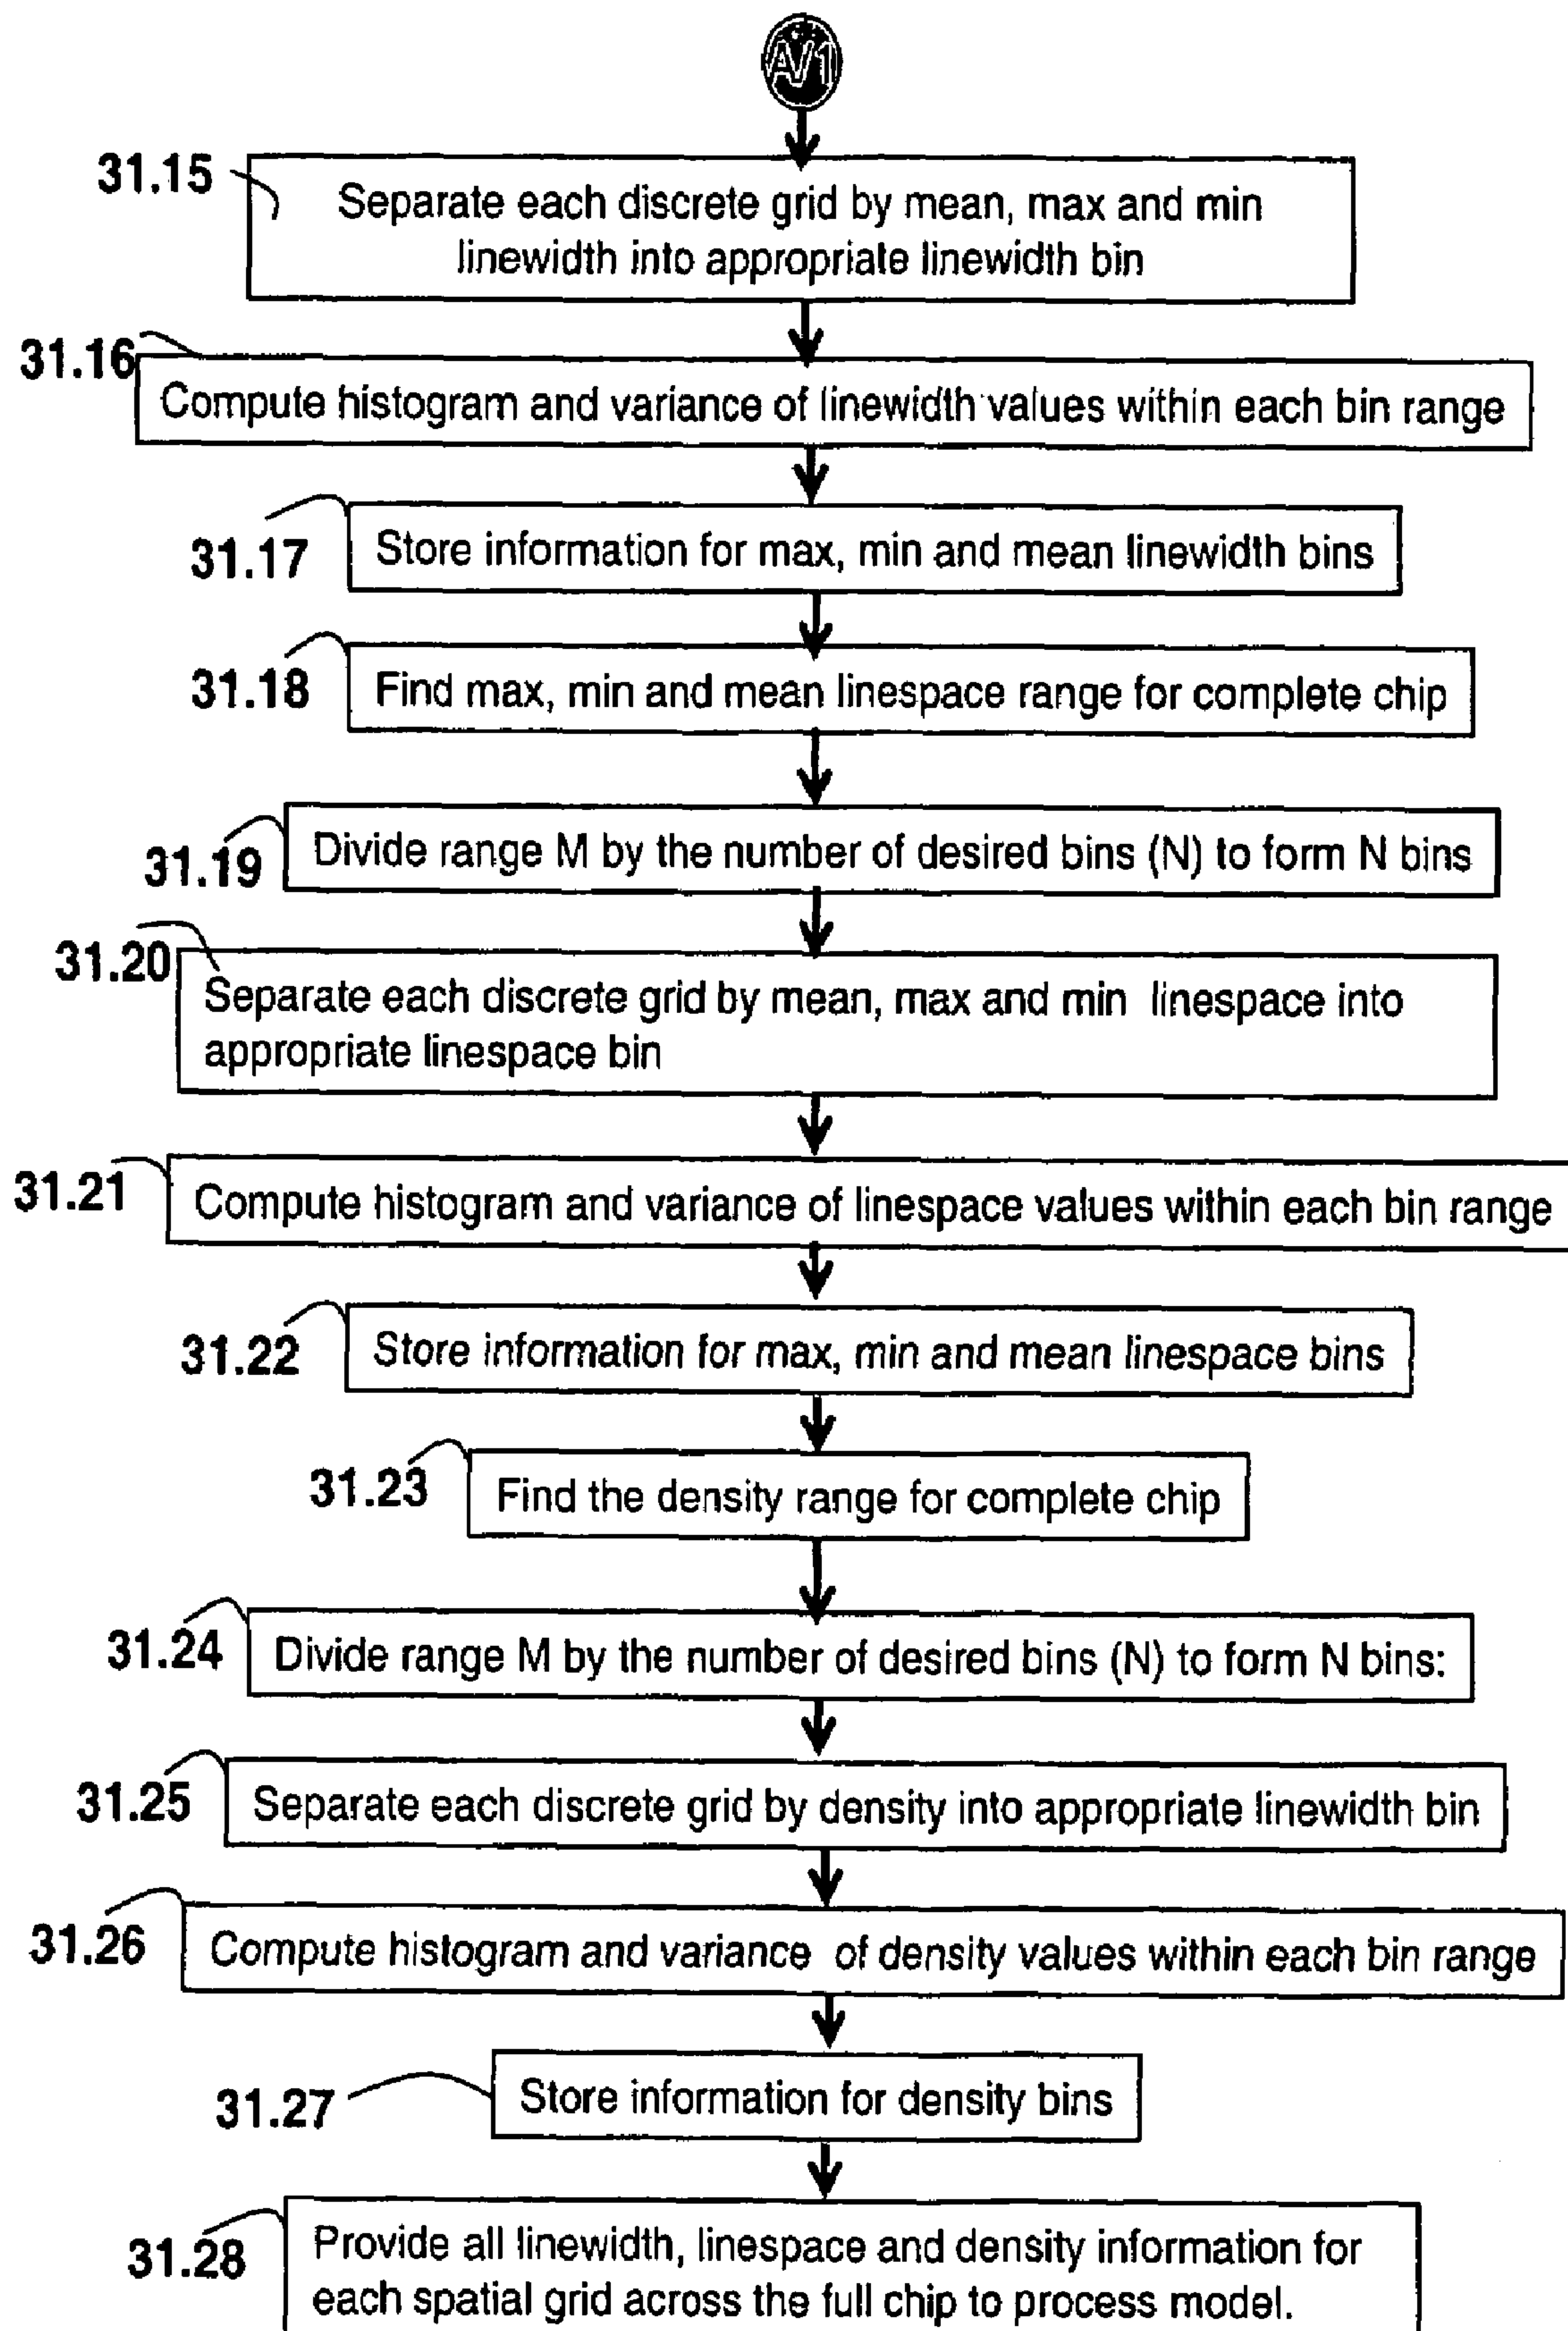 31.15
Separate each discrete grid by mean, max and min
linewidth into appropriate linewidth bin
31.16
Compute histogram and variance of linewidth values within each bin range
31.17
Store information for max, min and mean linewidth bins
31.18
Find max, min and mean linespace range for complete chip
31.19
Divide range M by the number of desired bins (N) to form N bins
31.20
Separate each discrete grid by mean, max and min linespace into
appropriate linespace bin
31.21
Compute histogram and variance of linespace values within each bin range
31.22
Store information for max, min and mean linespace bins
31.23
Find the density range for complete chip
31.24
Divide range M by the number of desired bins (N) to form N bins:
31.25
Separate each discrete grid by density into appropriate linewidth bin
31.26
Compute histogram and variance of density values within each bin range
31.27
Store information for density bins
31.28
Provide all linewidth, linespace and density information for
each spatial grid across the full chip to process model.